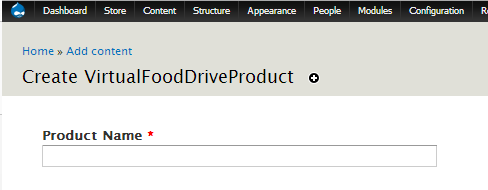 Dashboard Store Content Structure Appearance People Modules Configuration
Home » Add content
Create VirtualFoodDriveProduct
Product Name *